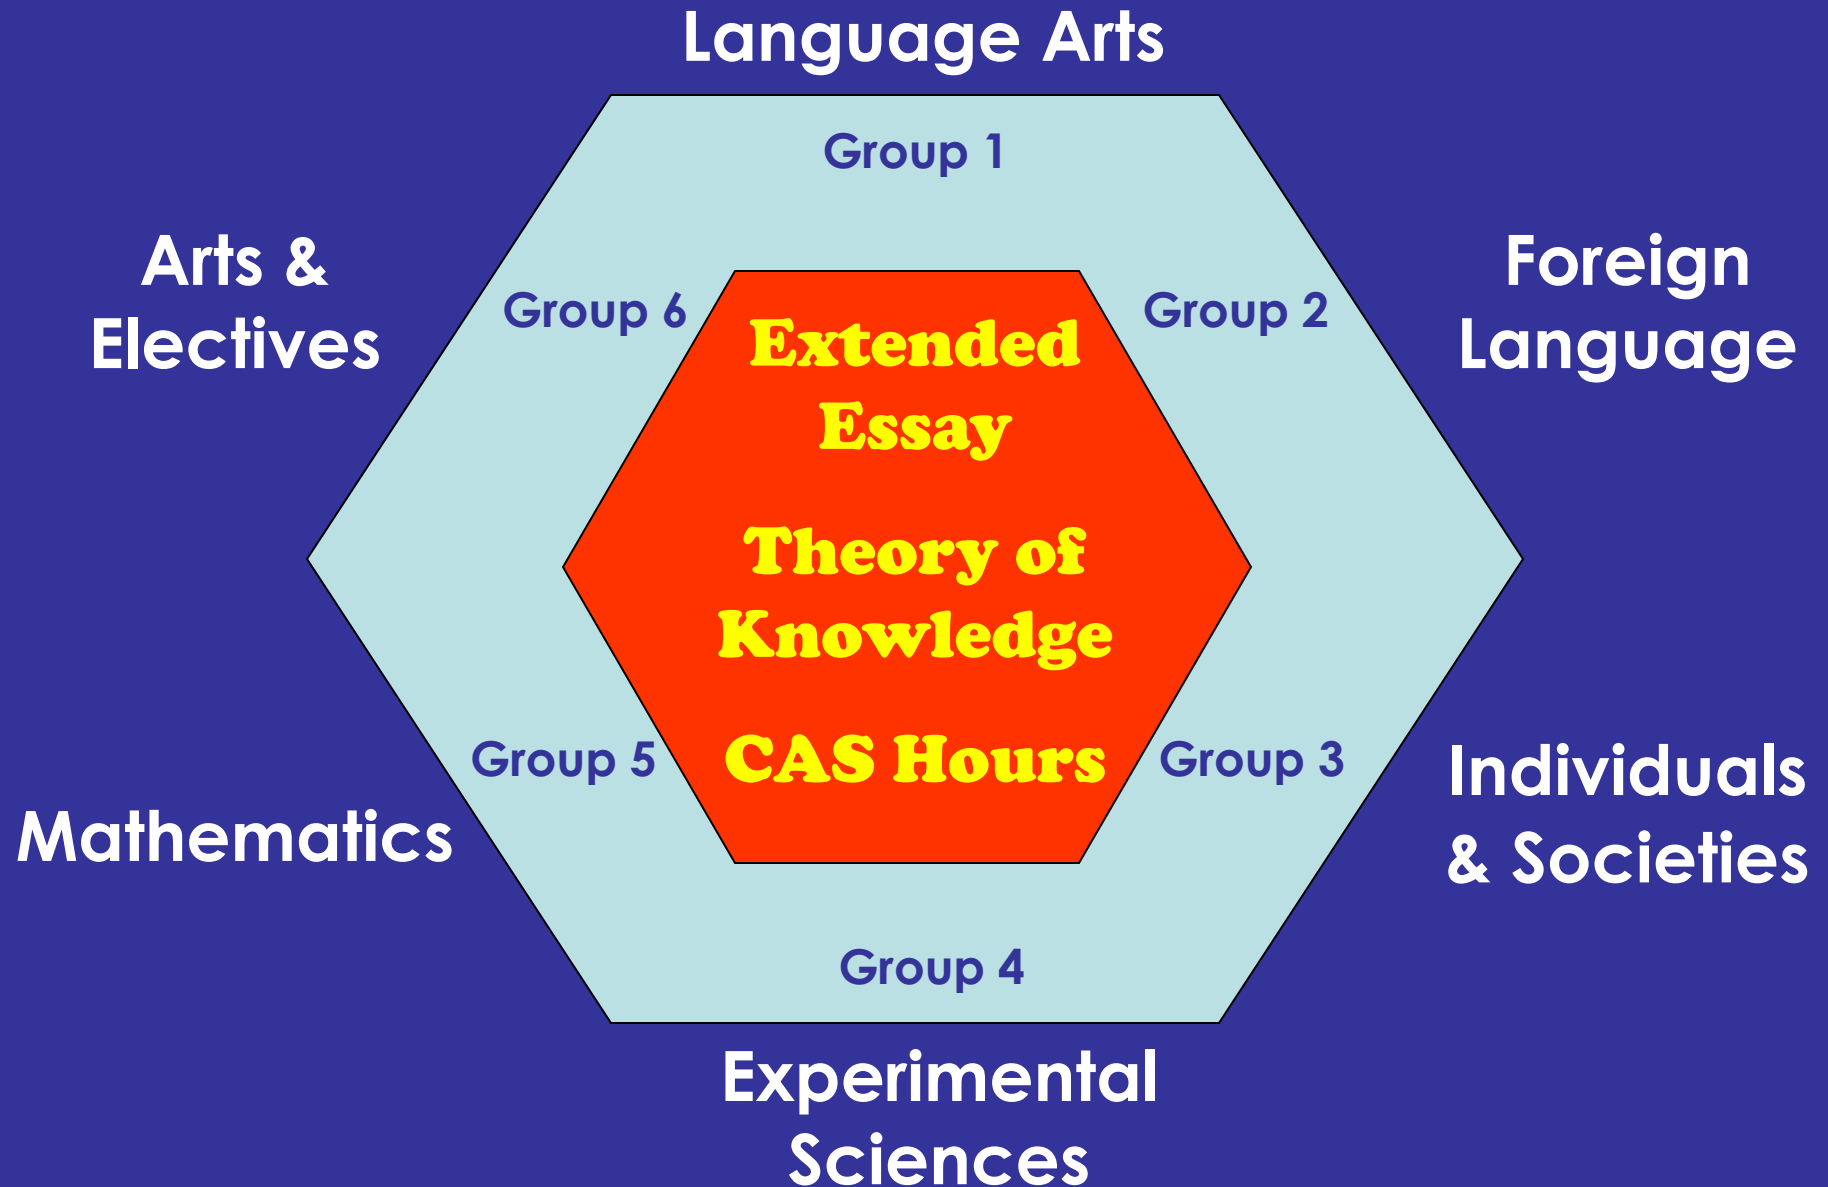 Language Arts
Group 1
Arts &
Electives
Group 6
Foreign
Language
Group 2
Extended
Essay
Theory of
Knowledge
CAS Hours
Group 5
Mathematics
Group 3
Individuals
& Societies
Group 4
Experimental
Sciences